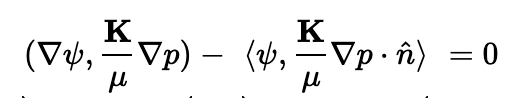 (∇ψ, 𝐊/μ ∇p) − ⟨ψ, 𝐊/μ ∇p · n̂⟩ = 0